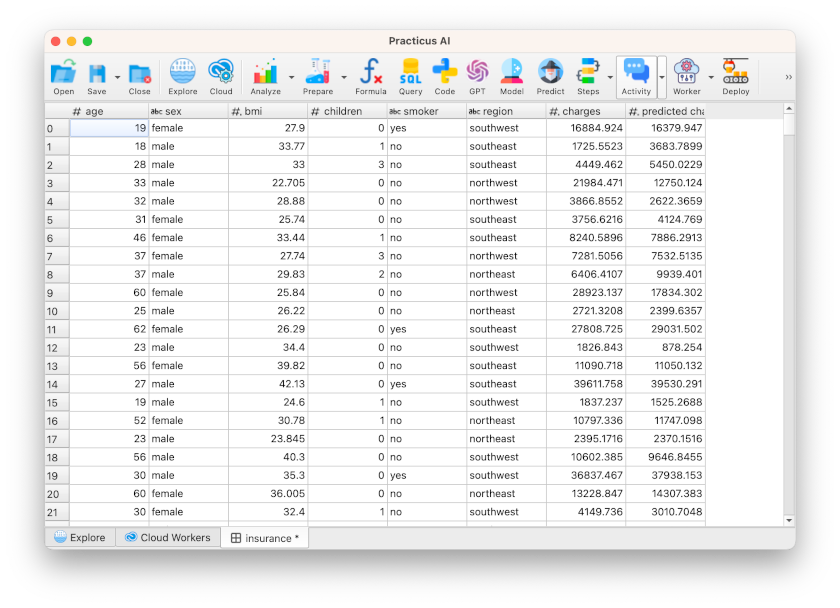 Practicus AI
Open Save Close Explore Cloud Analyze Prepare Formula SQL Query Code GPT Model Predict Steps Activity Worker Deploy »
# age abc sex #. bmi # children abc smoker abc region #. charges #. predicted cha
0 19 female 27.9 0 yes southwest 16884.924 16379.947
1 18 male 33.77 1 no southeast 1725.5523 3683.7899
2 28 male 33 3 no southeast 4449.462 5450.0229
3 33 male 22.705 0 no northwest 21984.471 12750.124
4 32 male 28.88 0 no northwest 3866.8552 2622.3659
5 31 female 25.74 0 no southeast 3756.6216 4124.769
6 46 female 33.44 1 no southeast 8240.5896 7886.2913
7 37 female 27.74 3 no northwest 7281.5056 7532.5135
8 37 male 29.83 2 no northeast 6406.4107 9939.401
9 60 female 25.84 0 no northwest 28923.137 17834.302
10 25 male 26.22 0 no northeast 2721.3208 2399.6357
11 62 female 26.29 0 yes southeast 27808.725 29031.502
12 23 male 34.4 0 no southwest 1826.843 878.254
13 56 female 39.82 0 no southeast 11090.718 11050.132
14 27 male 42.13 0 yes southeast 39611.758 39530.291
15 19 male 24.6 1 no southwest 1837.237 1525.2688
16 52 female 30.78 1 no northeast 10797.336 11747.098
17 23 male 23.845 0 no northeast 2395.1716 2370.1516
18 56 male 40.3 0 no southwest 10602.385 9646.8455
19 30 male 35.3 0 yes southwest 36837.467 37938.153
20 60 female 36.005 0 no northeast 13228.847 14307.383
21 30 female 32.4 1 no southwest 4149.736 3010.7048
Explore Cloud Workers insurance *